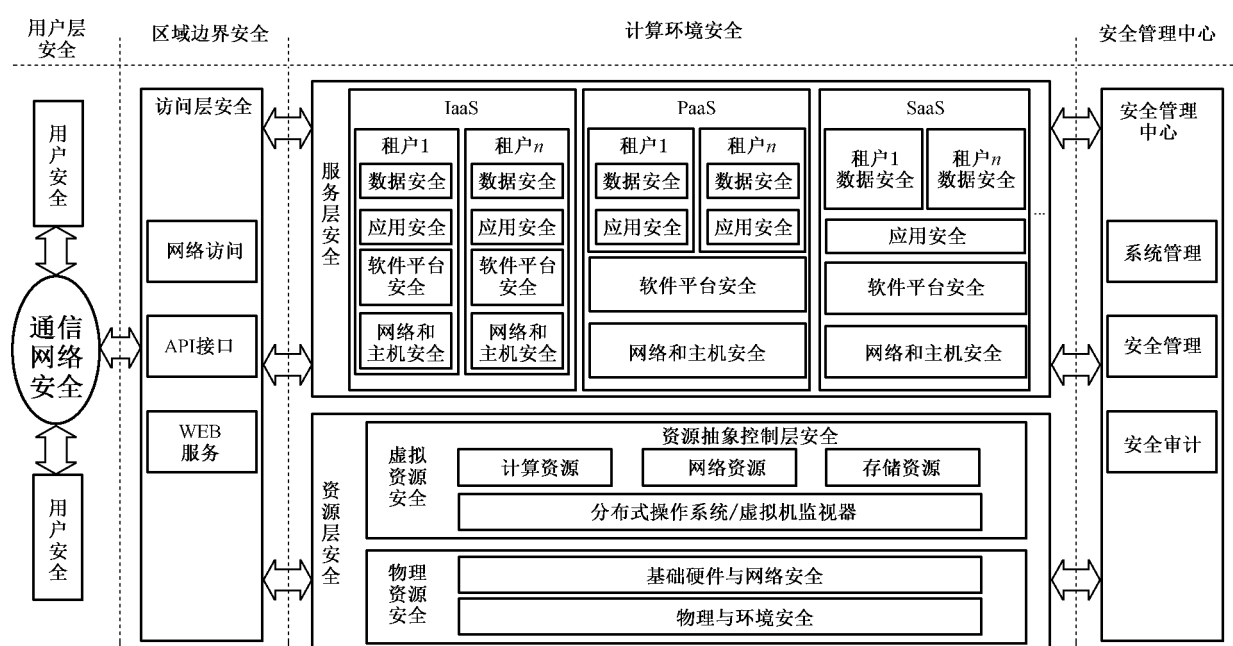 用户层
安全
区域边界安全
计算环境安全
安全管理中心
用户安全
通信
网络
安全
用户安全
访问层安全
网络访问
API接口
WEB
服务
服务层安全
IaaS
租户1
数据安全
应用安全
软件平台
安全
网络和
主机安全
租户n
数据安全
应用安全
软件平台
安全
网络和
主机安全
PaaS
租户1
数据安全
应用安全
租户n
数据安全
应用安全
软件平台安全
网络和主机安全
SaaS
租户1
数据安全
租户n
数据安全
应用安全
软件平台安全
网络和主机安全
...
资源层安全
虚拟
资源
安全
资源抽象控制层安全
计算资源
网络资源
存储资源
分布式操作系统/虚拟机监视器
物理
资源
安全
基础硬件与网络安全
物理与环境安全
安全管理
中心
系统管理
安全管理
安全审计